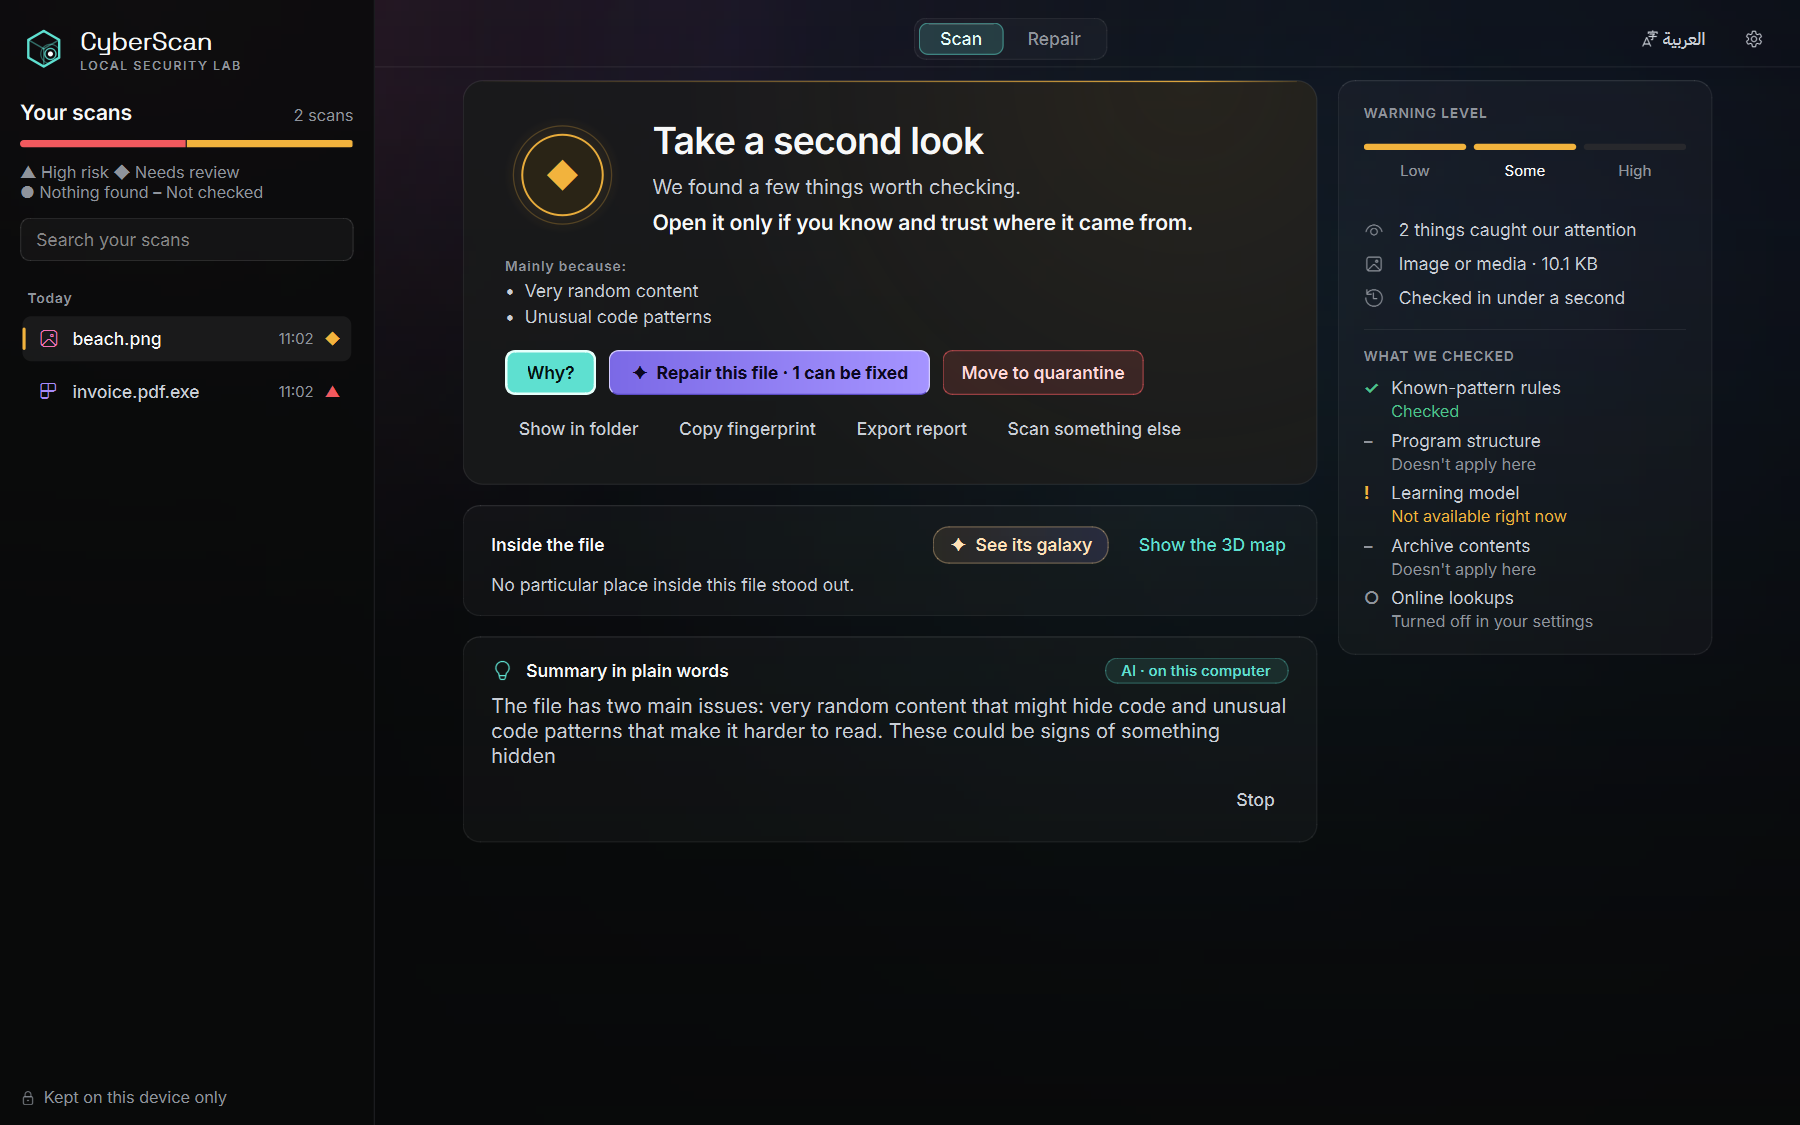 CyberScan
LOCAL SECURITY LAB
Scan
Repair
العربية
Your scans
2 scans
▲ High risk ◆ Needs review
● Nothing found – Not checked
Search your scans
Today
beach.png 11:02
invoice.pdf.exe 11:02
Kept on this device only
Take a second look
We found a few things worth checking.
Open it only if you know and trust where it came from.
Mainly because:
• Very random content
• Unusual code patterns
Why?
Repair this file · 1 can be fixed
Move to quarantine
Show in folder
Copy fingerprint
Export report
Scan something else
Inside the file
See its galaxy
Show the 3D map
No particular place inside this file stood out.
Summary in plain words
AI · on this computer
The file has two main issues: very random content that might hide code and unusual
code patterns that make it harder to read. These could be signs of something
hidden
Stop
WARNING LEVEL
Low
Some
High
2 things caught our attention
Image or media · 10.1 KB
Checked in under a second
WHAT WE CHECKED
Known-pattern rules
Checked
– Program structure
Doesn't apply here
! Learning model
Not available right now
– Archive contents
Doesn't apply here
Online lookups
Turned off in your settings